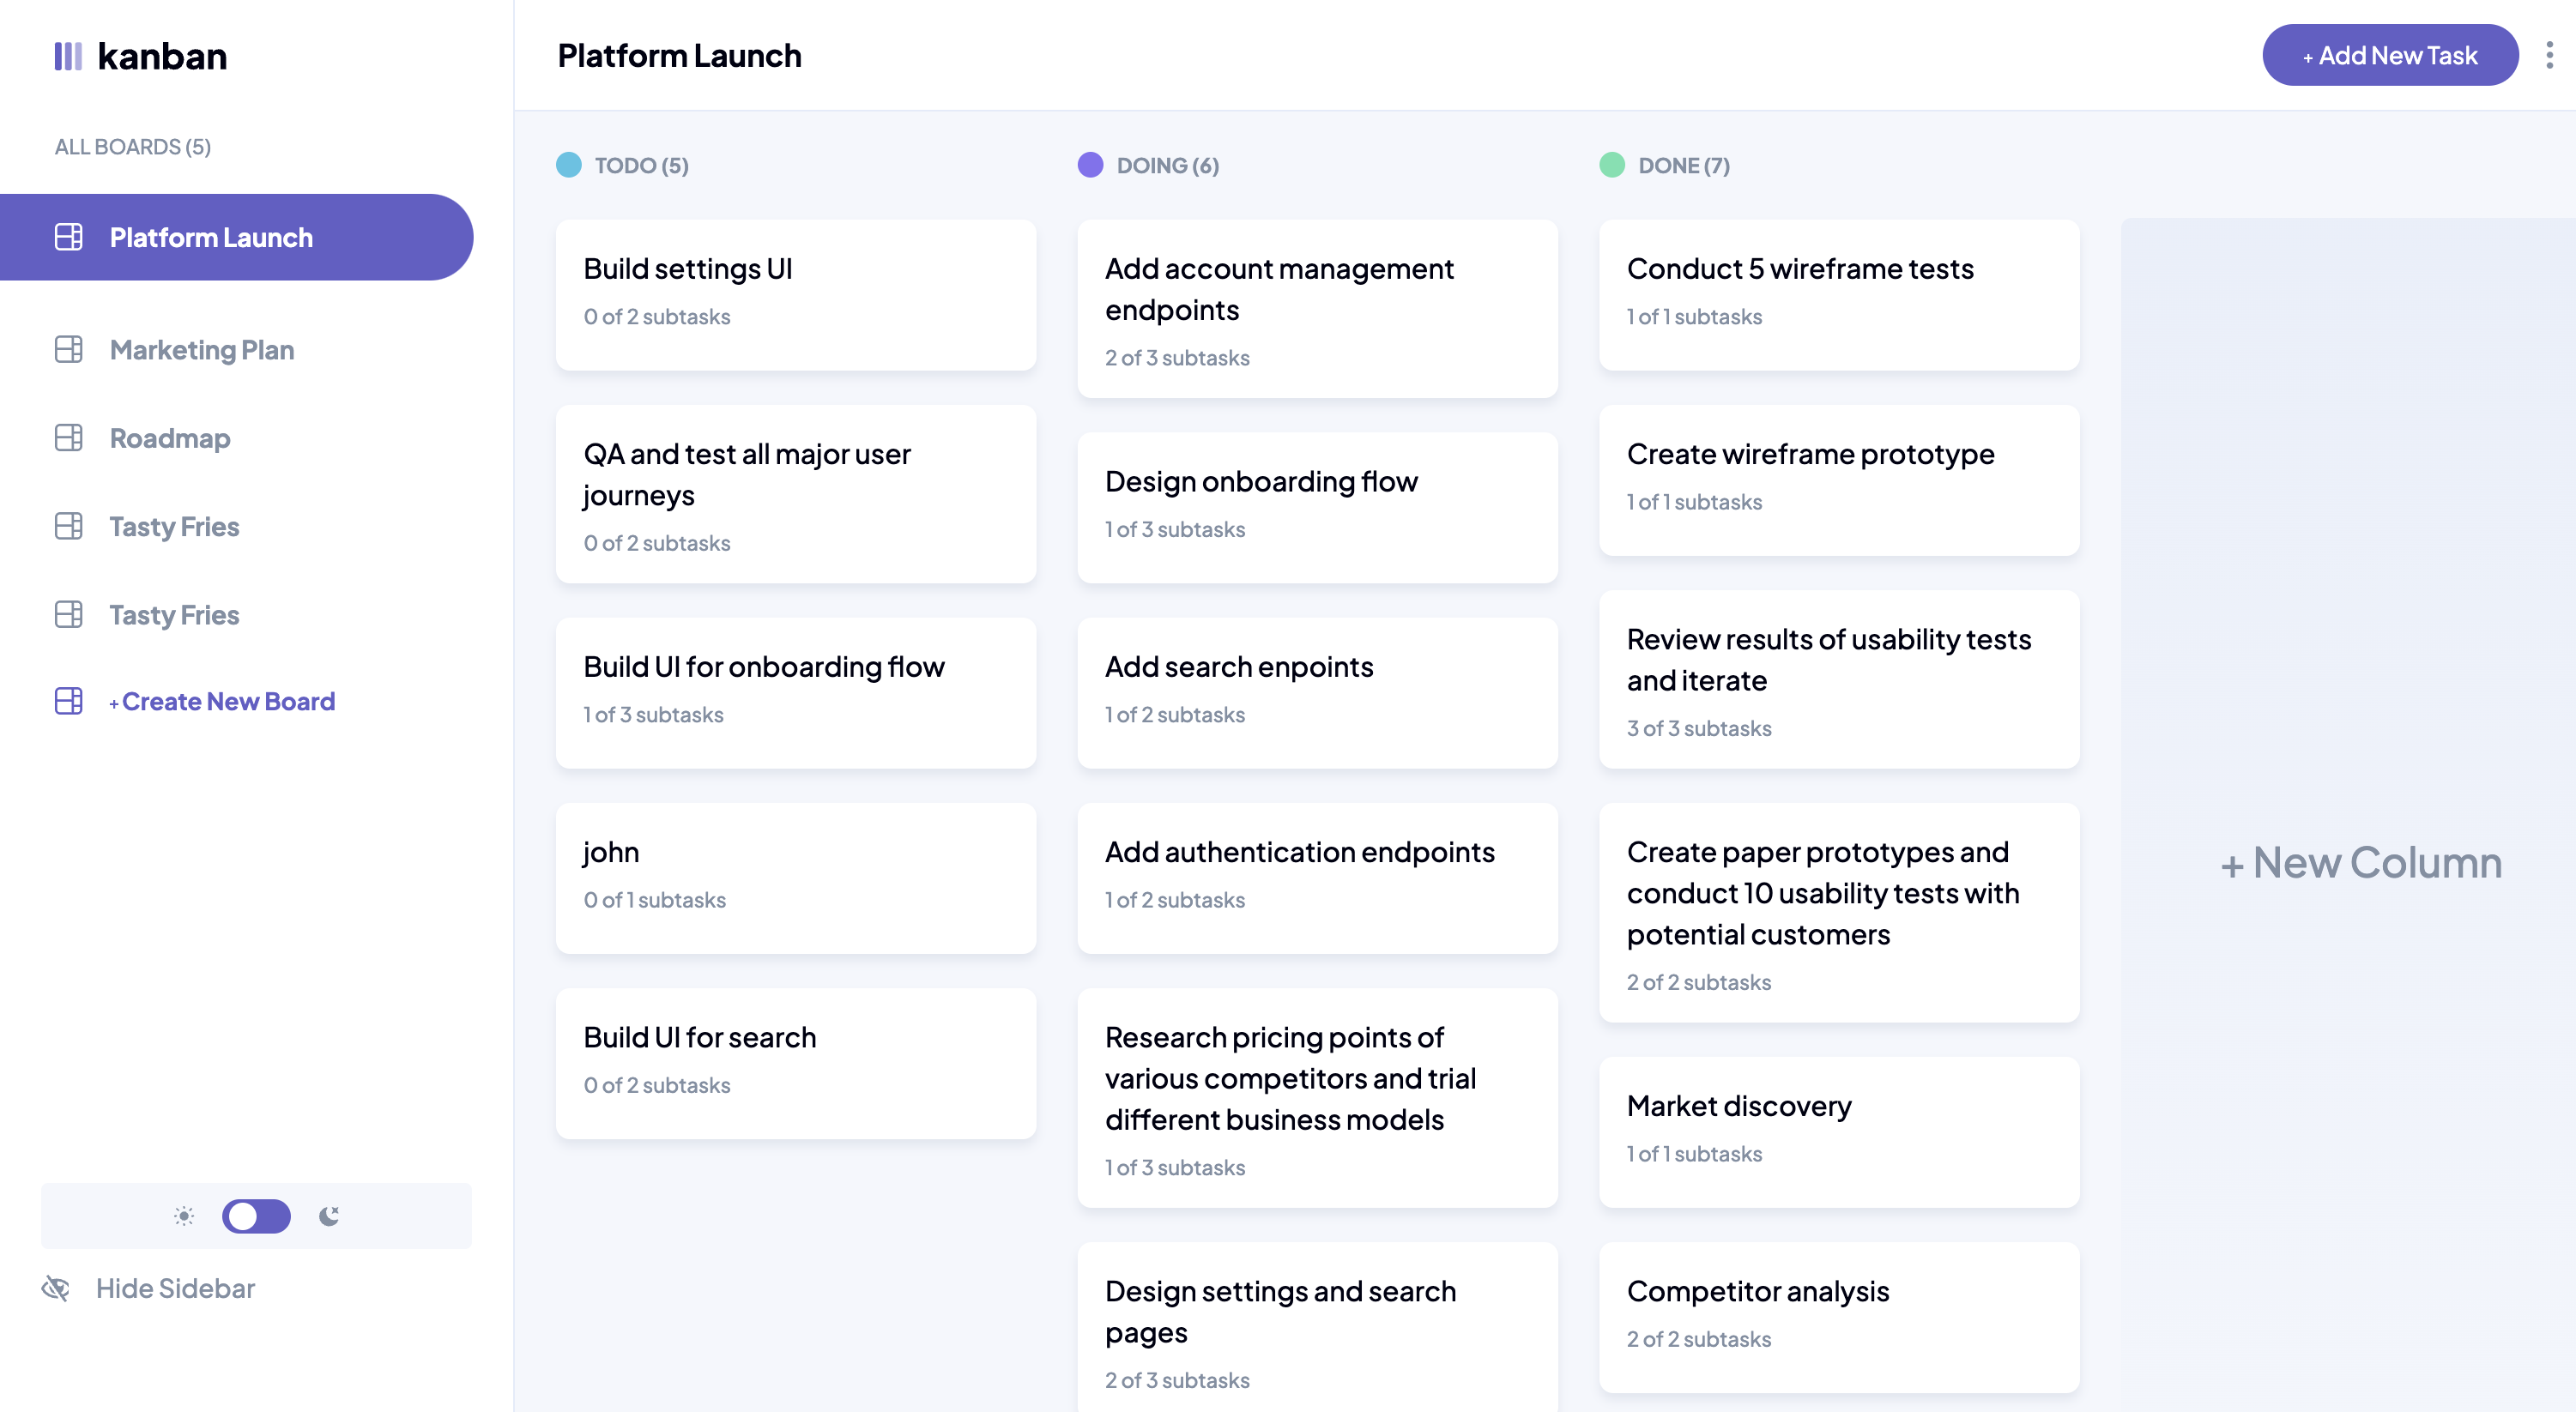 kanban
ALL BOARDS (5)
Platform Launch
Marketing Plan
Roadmap
Tasty Fries
Tasty Fries
+ Create New Board
Hide Sidebar
Platform Launch
+ Add New Task
TODO (5)
Build settings UI
0 of 2 subtasks
QA and test all major user
journeys
0 of 2 subtasks
Build UI for onboarding flow
1 of 3 subtasks
john
0 of 1 subtasks
Build UI for search
0 of 2 subtasks
DOING (6)
Add account management
endpoints
2 of 3 subtasks
Design onboarding flow
1 of 3 subtasks
Add search enpoints
1 of 2 subtasks
Add authentication endpoints
1 of 2 subtasks
Research pricing points of
various competitors and trial
different business models
1 of 3 subtasks
Design settings and search
pages
2 of 3 subtasks
DONE (7)
Conduct 5 wireframe tests
1 of 1 subtasks
Create wireframe prototype
1 of 1 subtasks
Review results of usability tests
and iterate
3 of 3 subtasks
Create paper prototypes and
conduct 10 usability tests with
potential customers
2 of 2 subtasks
Market discovery
1 of 1 subtasks
Competitor analysis
2 of 2 subtasks
+ New Column